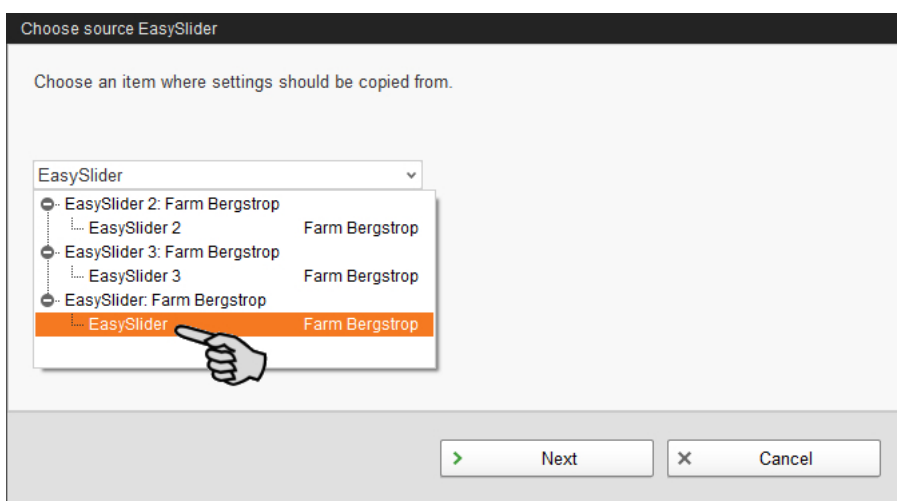 Choose source EasySlider
Choose an item where settings should be copied from.
EasySlider
EasySlider 2: Farm Bergstrop
EasySlider 2 Farm Bergstrop
EasySlider 3: Farm Bergstrop
EasySlider 3 Farm Bergstrop
EasySlider: Farm Bergstrop
EasySlider Farm Bergstrop
Next Cancel